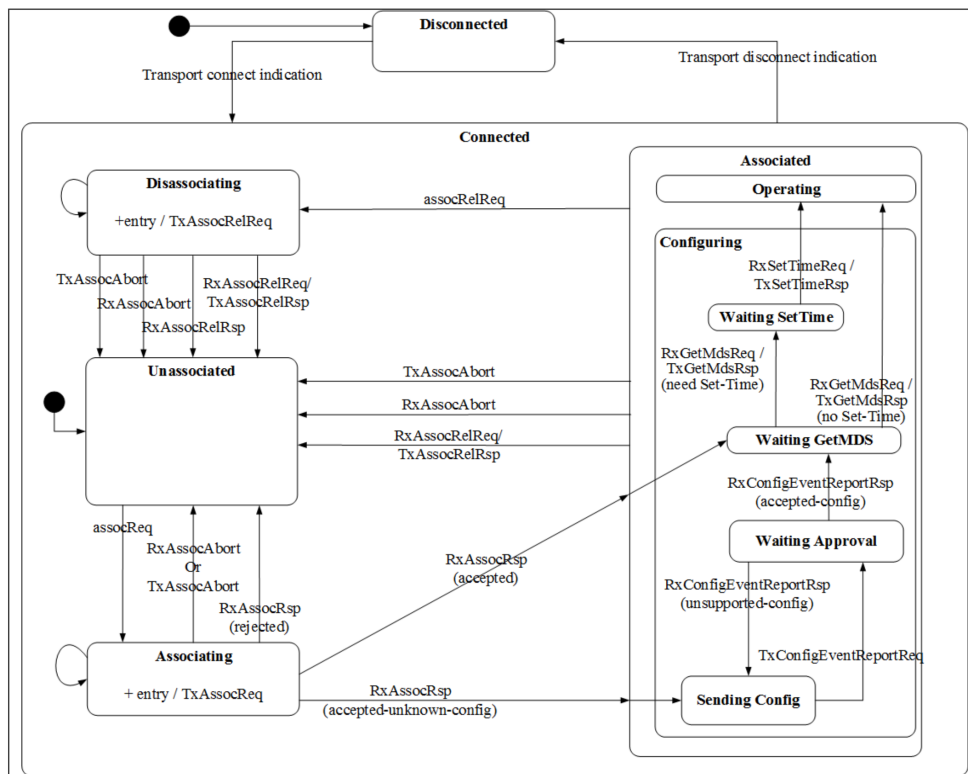 Disconnected
Transport connect indication
Transport disconnect indication
Connected
Associated
Disassociating
+entry / TxAssocRelReq
assocRelReq
Operating
Configuring
TxAssocAbort
RxAssocAbort
RxAssocRelRsp
RxAssocRelReq/
TxAssocRelRsp
RxSetTimeReq /
TxSetTimeRsp
Waiting SetTime
Unassociated
TxAssocAbort
RxAssocAbort
RxAssocRelReq/
TxAssocRelRsp
RxGetMdsReq /
TxGetMdsRsp
(need Set-Time)
RxGetMdsReq /
TxGetMdsRsp
(no Set-Time)
Waiting GetMDS
RxConfigEventReportRsp
(accepted-config)
Waiting Approval
assocReq
RxAssocAbort
Or
TxAssocAbort
RxAssocRsp
(rejected)
RxAssocRsp
(accepted)
RxConfigEventReportRsp
(unsupported-config)
TxConfigEventReportReq
Associating
+ entry / TxAssocReq
RxAssocRsp
(accepted-unknown-config)
Sending Config